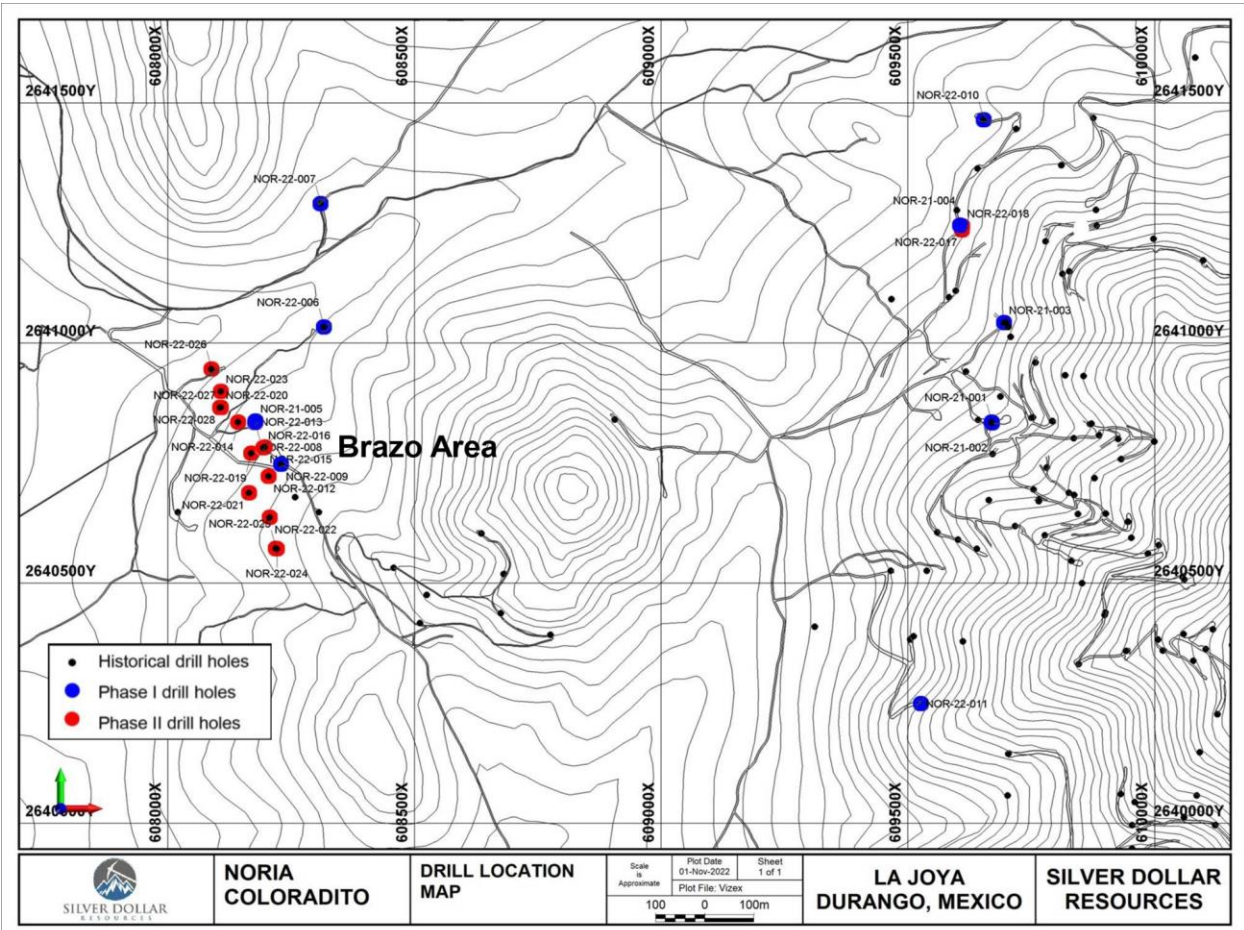 608000X
608500X
609000X
609500X
610000X
2641500Y
2641500Y
NOR-22-010
NOR-22-007
NOR-21-004
NOR-22-018
NOR-22-017
NOR-22-006
NOR-21-003
2641000Y
2641000Y
NOR-22-026
NOR-22-023
NOR-22-027
NOR-22-020
NOR-21-001
NOR-21-005
NOR-22-028
NOR-22-013
NOR-22-016
NOR-22-014
NOR-22-008
Brazo Area
NOR-21-002
NOR-22-015
NOR-22-019
NOR-22-009
NOR-22-012
NOR-22-021
NOR-22-022
NOR-22-024
2640500Y
2640500Y
Historical drill holes
Phase I drill holes
Phase II drill holes
NOR-22-011
608000X
608500X
609000X
609500X
610000X
2640000Y
2640000Y
SILVER DOLLAR
RESOURCES
NORIA
COLORADITO
DRILL LOCATION
MAP
Scale
is
Approximate
Plot Date
01-Nov-2022
Sheet
1 of 1
Plot File: Vizex
100 0 100m
LA JOYA
DURANGO, MEXICO
SILVER DOLLAR
RESOURCES